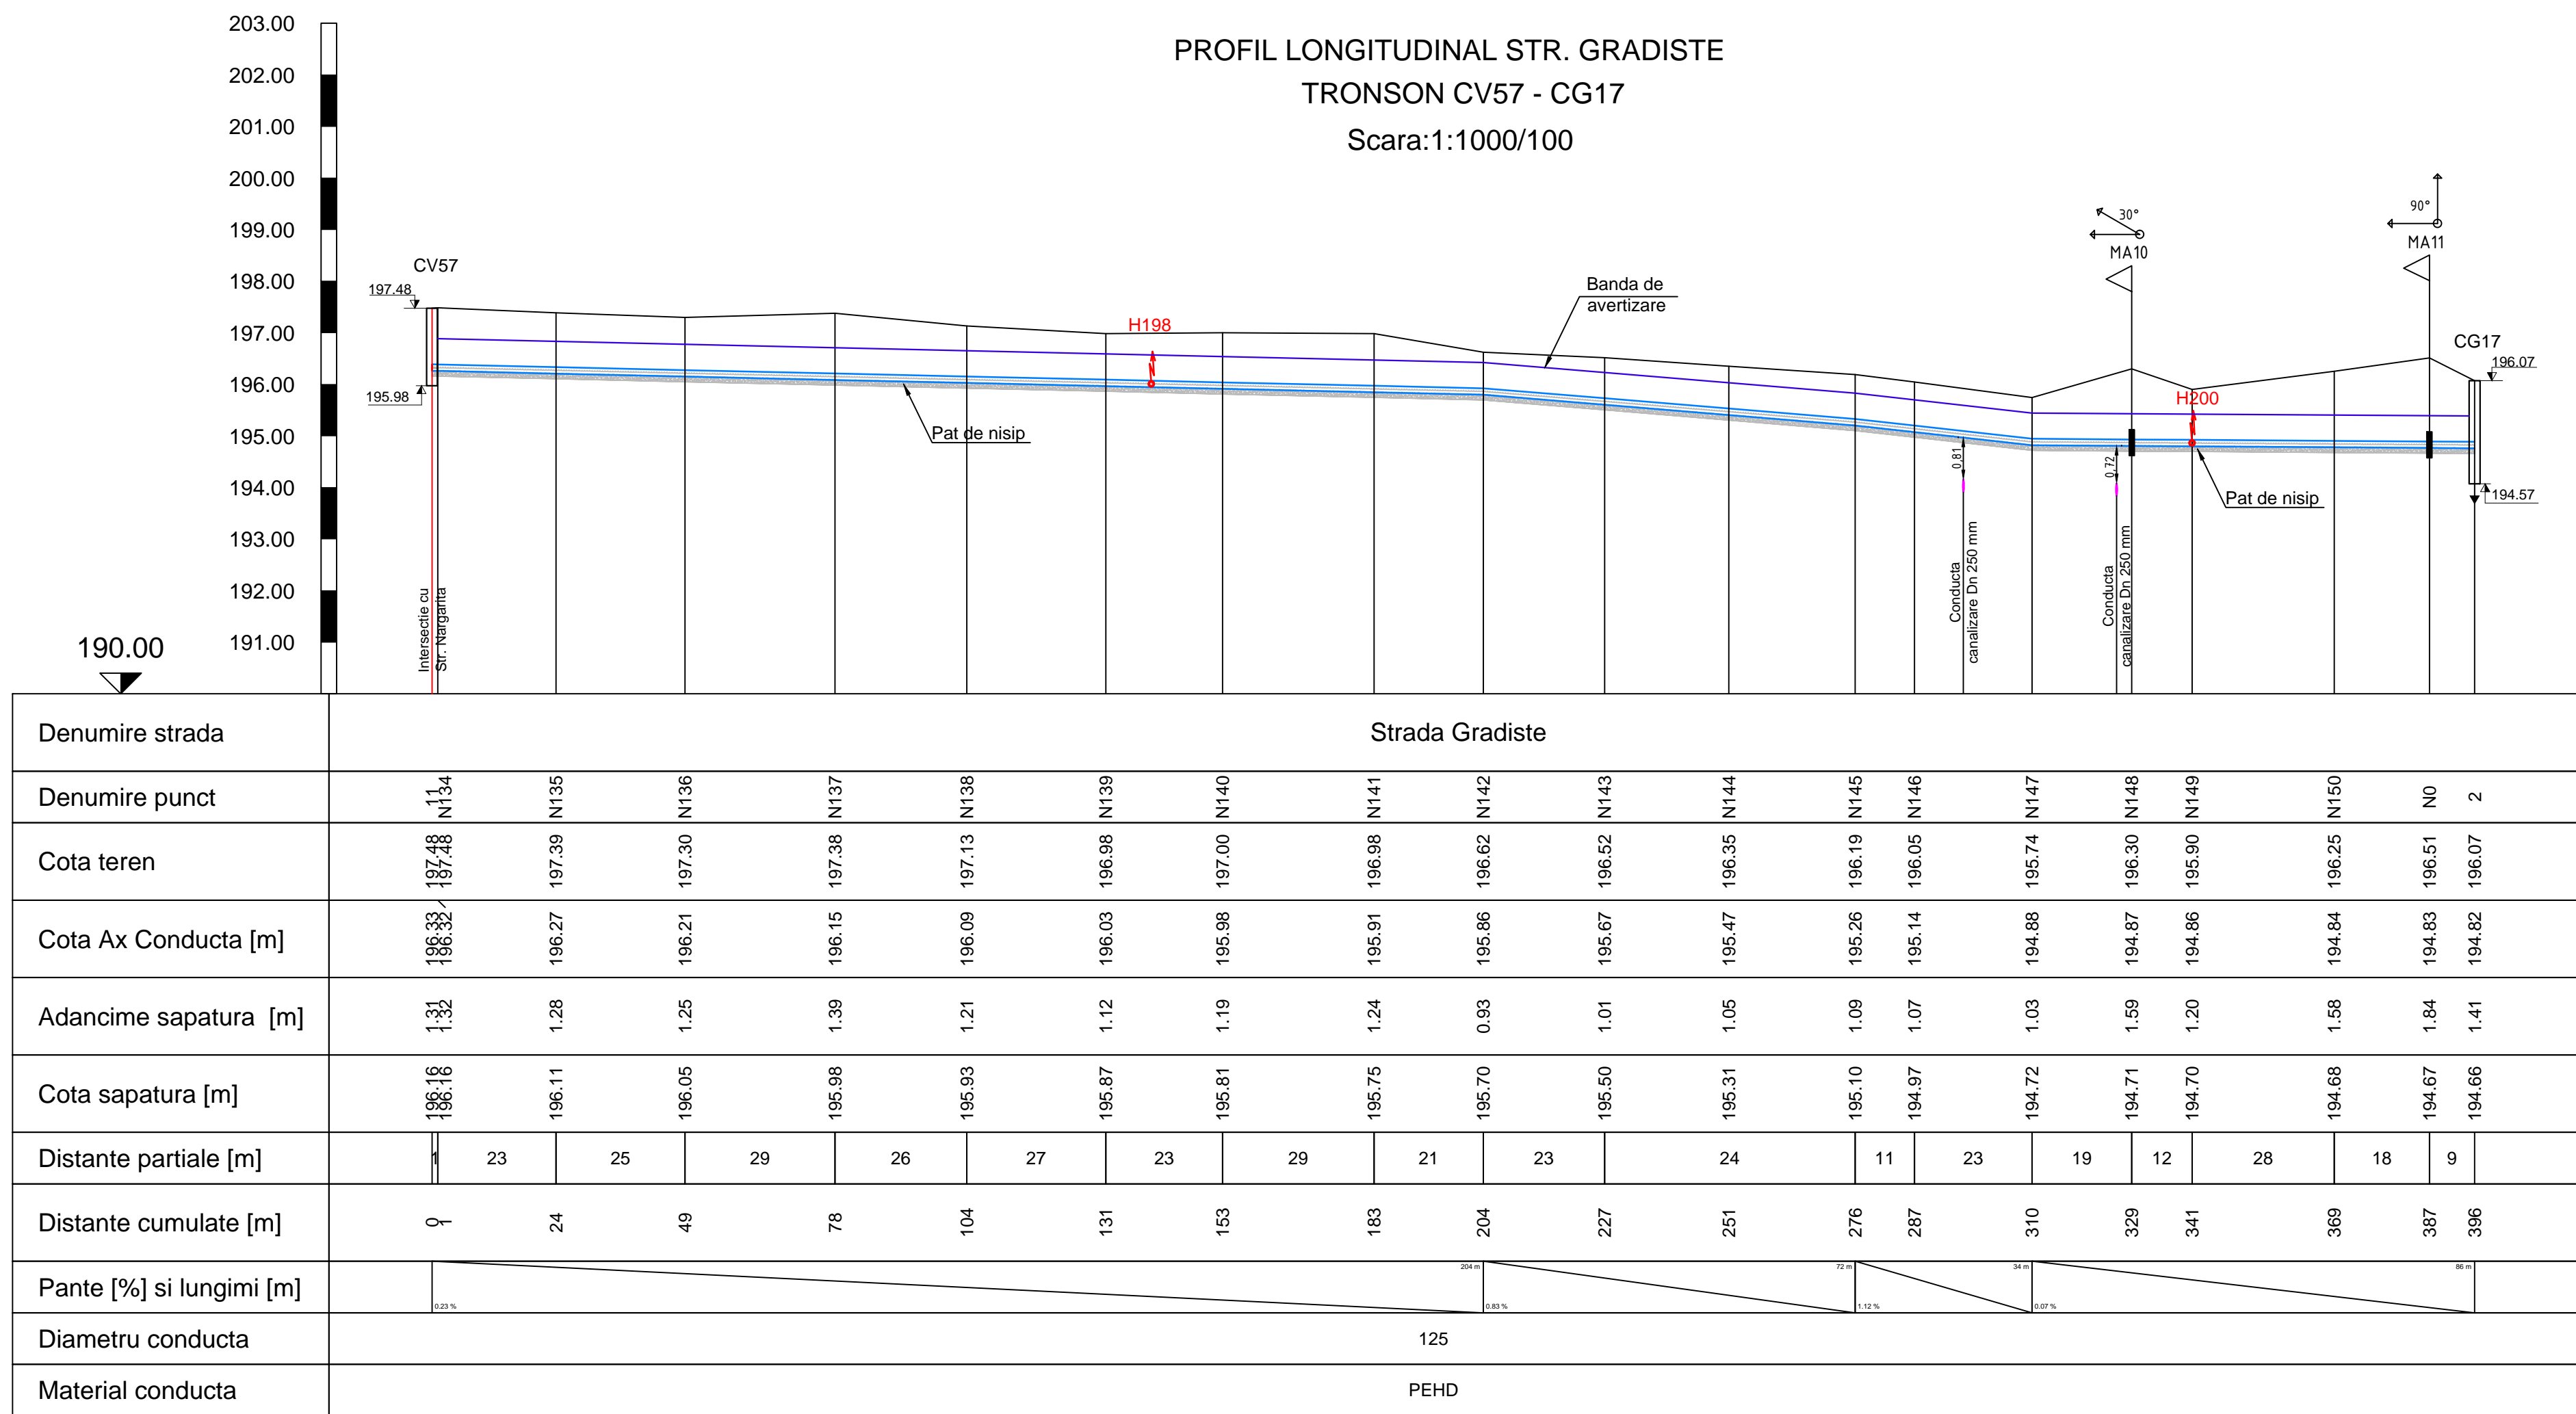 PROFIL LONGITUDINAL STR. GRADISTE
TRONSON CV57 - CG17
Scara:1:1000/100
203.00
202.00
201.00
200.00
199.00
198.00
197.00
196.00
195.00
194.00
193.00
192.00
191.00
190.00
CV57
197.48
195.98
Intersectie cu
Str. Nargarita
Pat de nisip
H198
Banda de
avertizare
0,81
Conducta
canalizare Dn 250 mm
0,72
Conducta
canalizare Dn 250 mm
30°
MA10
H200
Pat de nisip
90°
MA11
CG17
196.07
194.57
Denumire strada Strada Gradiste
Denumire punct 11 N134 N135 N136 N137 N138 N139 N140 N141 N142 N143 N144 N145 N146 N147 N148 N149 N150 N0 2
Cota teren 197.48 197.48 197.39 197.30 197.38 197.13 196.98 197.00 196.98 196.62 196.52 196.35 196.19 196.05 195.74 196.30 195.90 196.25 196.51 196.07
Cota Ax Conducta [m] 196.33 196.32 196.27 196.21 196.15 196.09 196.03 195.98 195.91 195.86 195.67 195.47 195.26 195.14 194.88 194.87 194.86 194.84 194.83 194.82
Adancime sapatura [m] 1.31 1.32 1.28 1.25 1.39 1.21 1.12 1.19 1.24 0.93 1.01 1.05 1.09 1.07 1.03 1.59 1.20 1.58 1.84 1.41
Cota sapatura [m] 196.16 196.16 196.11 196.05 195.98 195.93 195.87 195.81 195.75 195.70 195.50 195.31 195.10 194.97 194.72 194.71 194.70 194.68 194.67 194.66
Distante partiale [m] 1 23 25 29 26 27 23 29 21 23 24 11 23 19 12 28 18 9
Distante cumulate [m] 0 1 24 49 78 104 131 153 183 204 227 251 276 287 310 329 341 369 387 396
Pante [%] si lungimi [m] 0.23 % 204 m 0.83 % 72 m 1.12 % 34 m 0.07 % 86 m
Diametru conducta 125
Material conducta PEHD